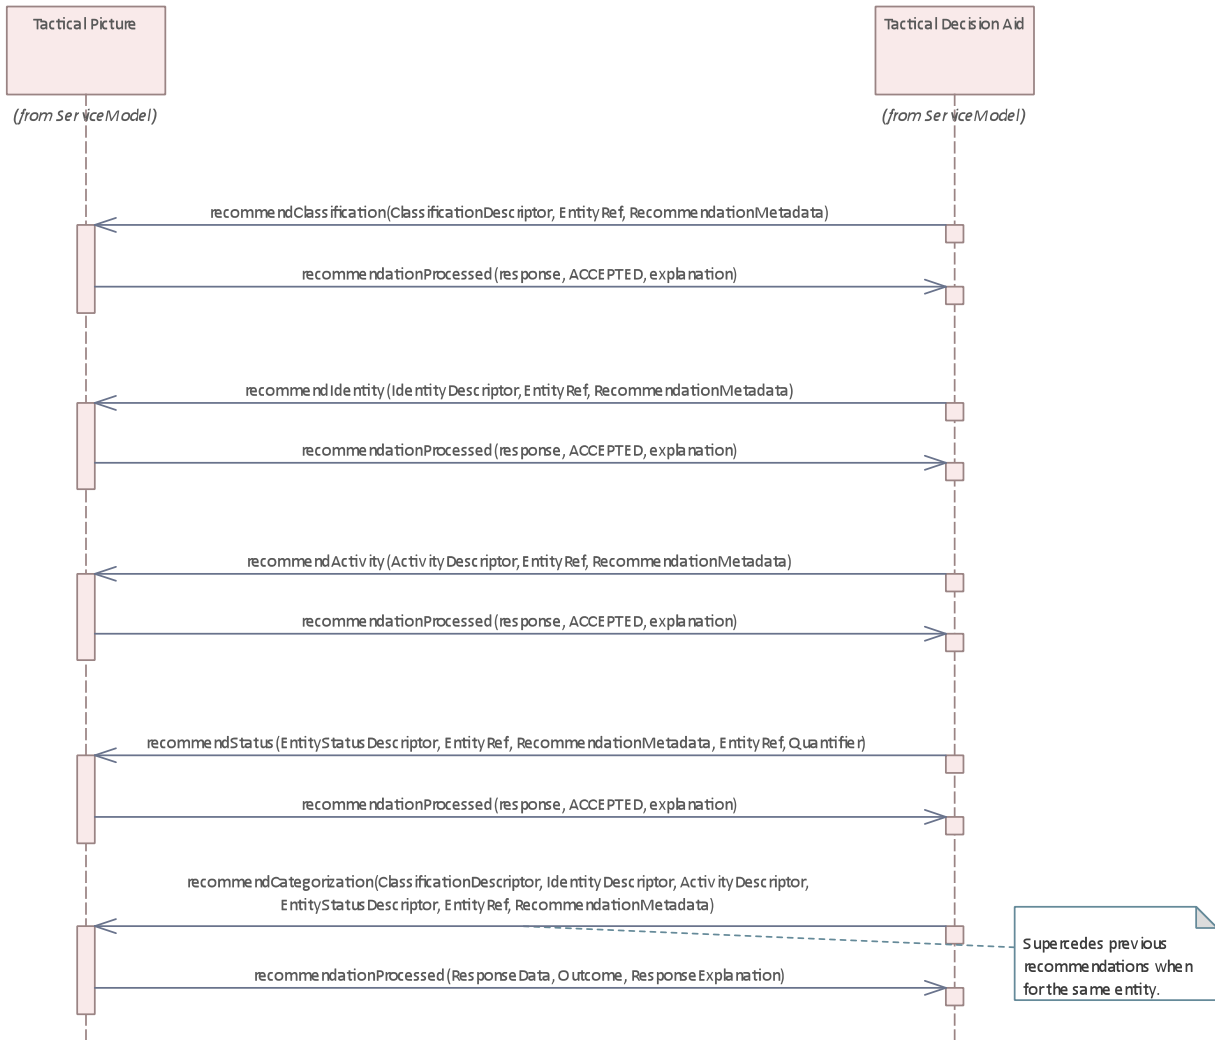 Tactical Picture
Tactical Decision Aid
(from ServiceModel)
(from ServiceModel)
recommendClassification(ClassificationDescriptor, EntityRef, RecommendationMetadata)
recommendationProcessed(response, ACCEPTED, explanation)
recommendIdentity(IdentityDescriptor, EntityRef, RecommendationMetadata)
recommendationProcessed(response, ACCEPTED, explanation)
recommendActivity(ActivityDescriptor, EntityRef, RecommendationMetadata)
recommendationProcessed(response, ACCEPTED, explanation)
recommendStatus(EntityStatusDescriptor, EntityRef, RecommendationMetadata, EntityRef, Quantifier)
recommendationProcessed(response, ACCEPTED, explanation)
recommendCategorization(ClassificationDescriptor, IdentityDescriptor, ActivityDescriptor,
EntityStatusDescriptor, EntityRef, RecommendationMetadata)
Supercedes previous
recommendations when
for the same entity.
recommendationProcessed(ResponseData, Outcome, ResponseExplanation)